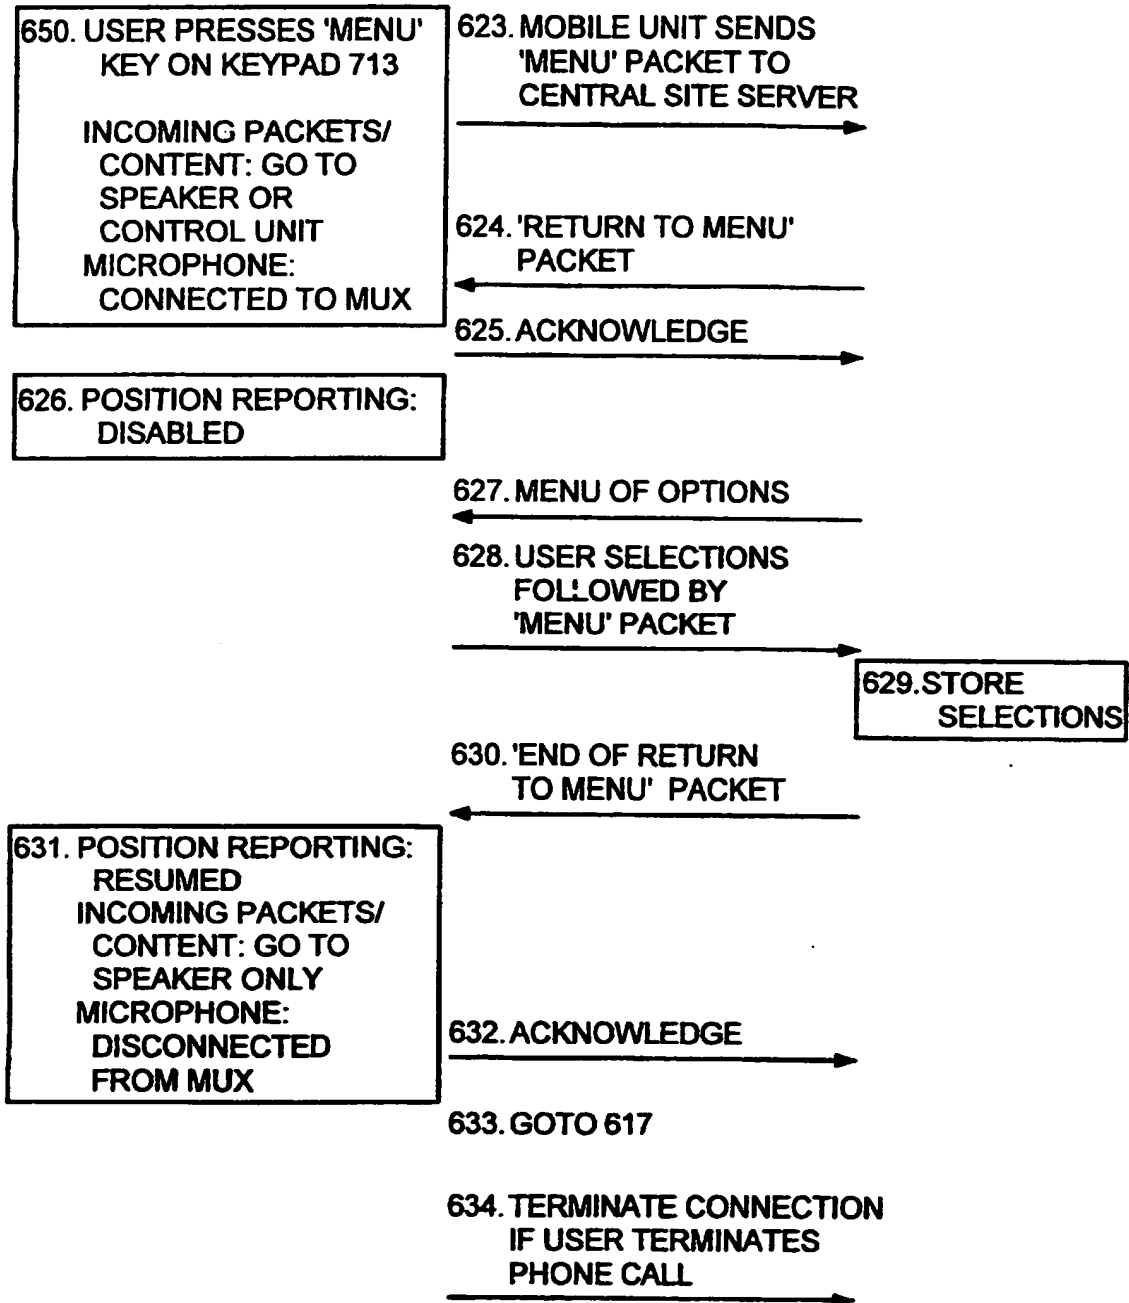 650. USER PRESSES 'MENU'
KEY ON KEYPAD 713
INCOMING PACKETS/
CONTENT: GO TO
SPEAKER OR
CONTROL UNIT
MICROPHONE:
CONNECTED TO MUX
623. MOBILE UNIT SENDS
'MENU' PACKET TO
CENTRAL SITE SERVER
624. 'RETURN TO MENU'
PACKET
625. ACKNOWLEDGE
626. POSITION REPORTING:
DISABLED
627. MENU OF OPTIONS
628. USER SELECTIONS
FOLLOWED BY
'MENU' PACKET
629. STORE
SELECTIONS
630. 'END OF RETURN
TO MENU' PACKET
631. POSITION REPORTING:
RESUMED
INCOMING PACKETS/
CONTENT: GO TO
SPEAKER ONLY
MICROPHONE:
DISCONNECTED
FROM MUX
632. ACKNOWLEDGE
633. GOTO 617
634. TERMINATE CONNECTION
IF USER TERMINATES
PHONE CALL